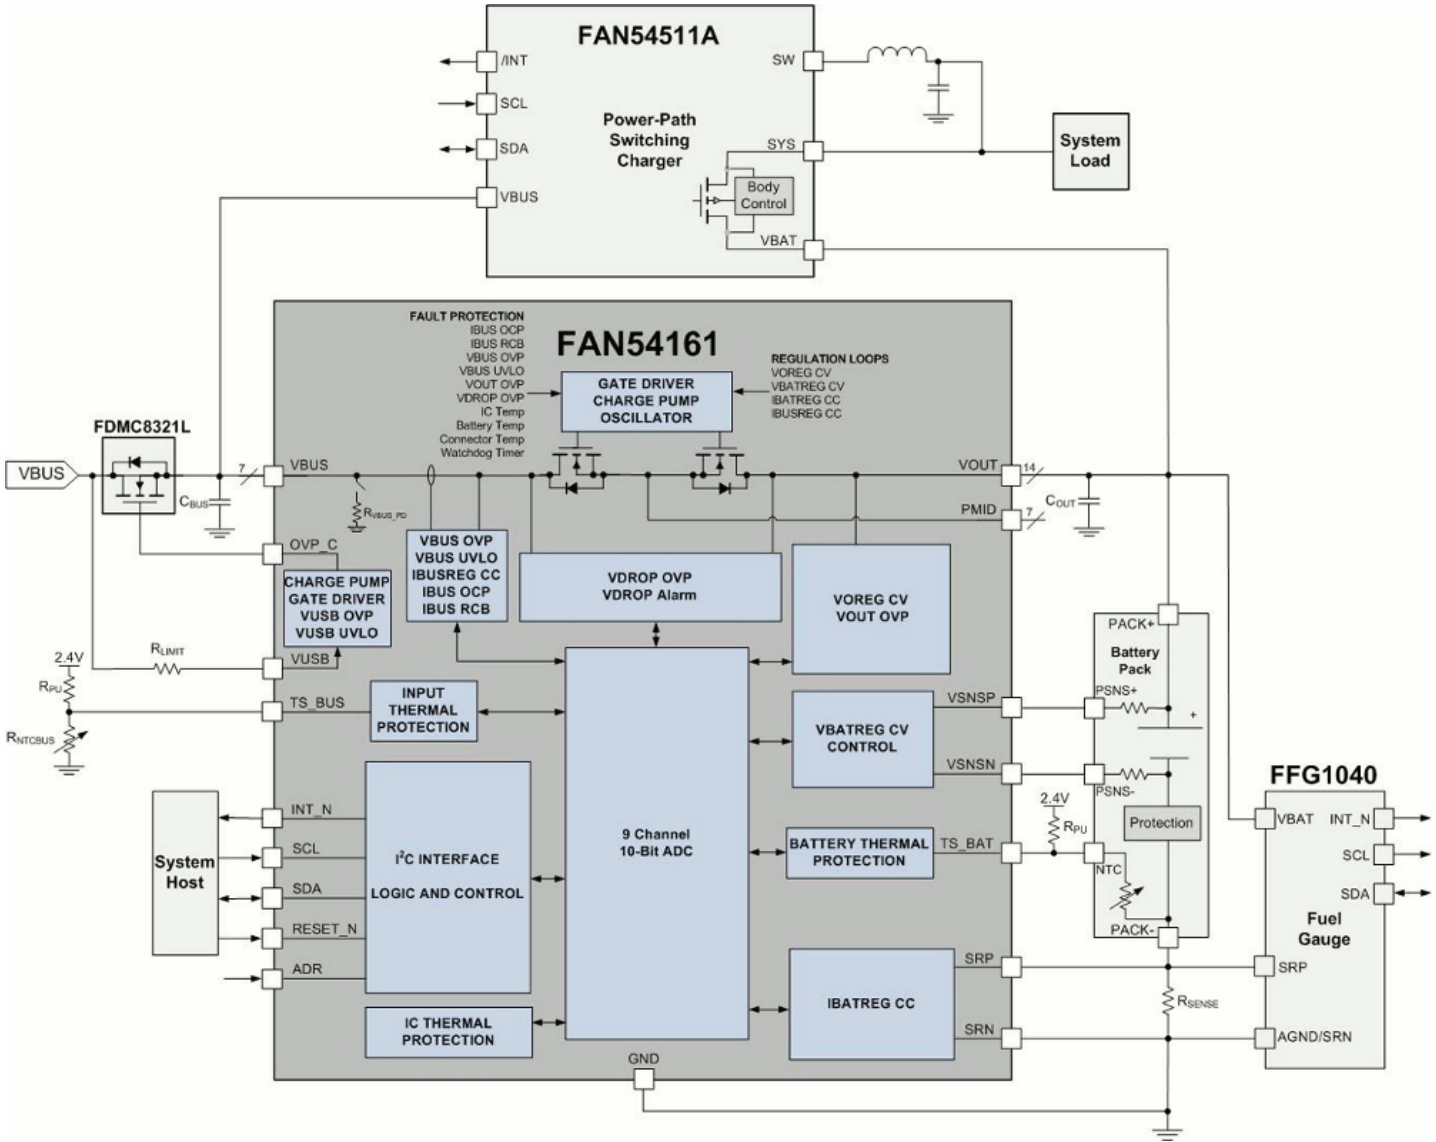 FAN54511A
/INT
SCL
SDA
VBUS
Power-Path
Switching
Charger
SW
SYS
Body
Control
VBAT
System
Load
FAULT PROTECTION
IBUS OCP
IBUS RCB
VBUS OVP
VBUS UVLO
VOUT OVP
VDROP OVP
IC Temp
Battery Temp
Connector Temp
Watchdog Timer
FAN54161
GATE DRIVER
CHARGE PUMP
OSCILLATOR
REGULATION LOOPS
VOREG CV
VBATREG CV
IBATREG CC
IBUSREG CC
FDMC8321L
VBUS
7
VBUS
CBUS
RVBUS_PD
VOUT
14
PMID
7
COUT
OVP_C
CHARGE PUMP
GATE DRIVER
VUSB OVP
VUSB UVLO
VUSB
RLIMIT
VBUS OVP
VBUS UVLO
IBUSREG CC
IBUS OCP
IBUS RCB
VDROP OVP
VDROP Alarm
VOREG CV
VOUT OVP
2.4V
RPU
RNTCBUS
TS_BUS
INPUT
THERMAL
PROTECTION
VBATREG CV
CONTROL
VSNSP
VSNSN
PACK+
Battery
Pack
PSNS+
+
PSNS-
Protection
NTC
PACK-
2.4V
RPU
System
Host
INT_N
SCL
SDA
RESET_N
ADR
I2C INTERFACE
LOGIC AND CONTROL
9 Channel
10-Bit ADC
BATTERY THERMAL
PROTECTION
TS_BAT
IC THERMAL
PROTECTION
IBATREG CC
SRP
SRN
RSENSE
GND
FFG1040
VBAT
INT_N
SCL
SDA
Fuel
Gauge
SRP
AGND/SRN